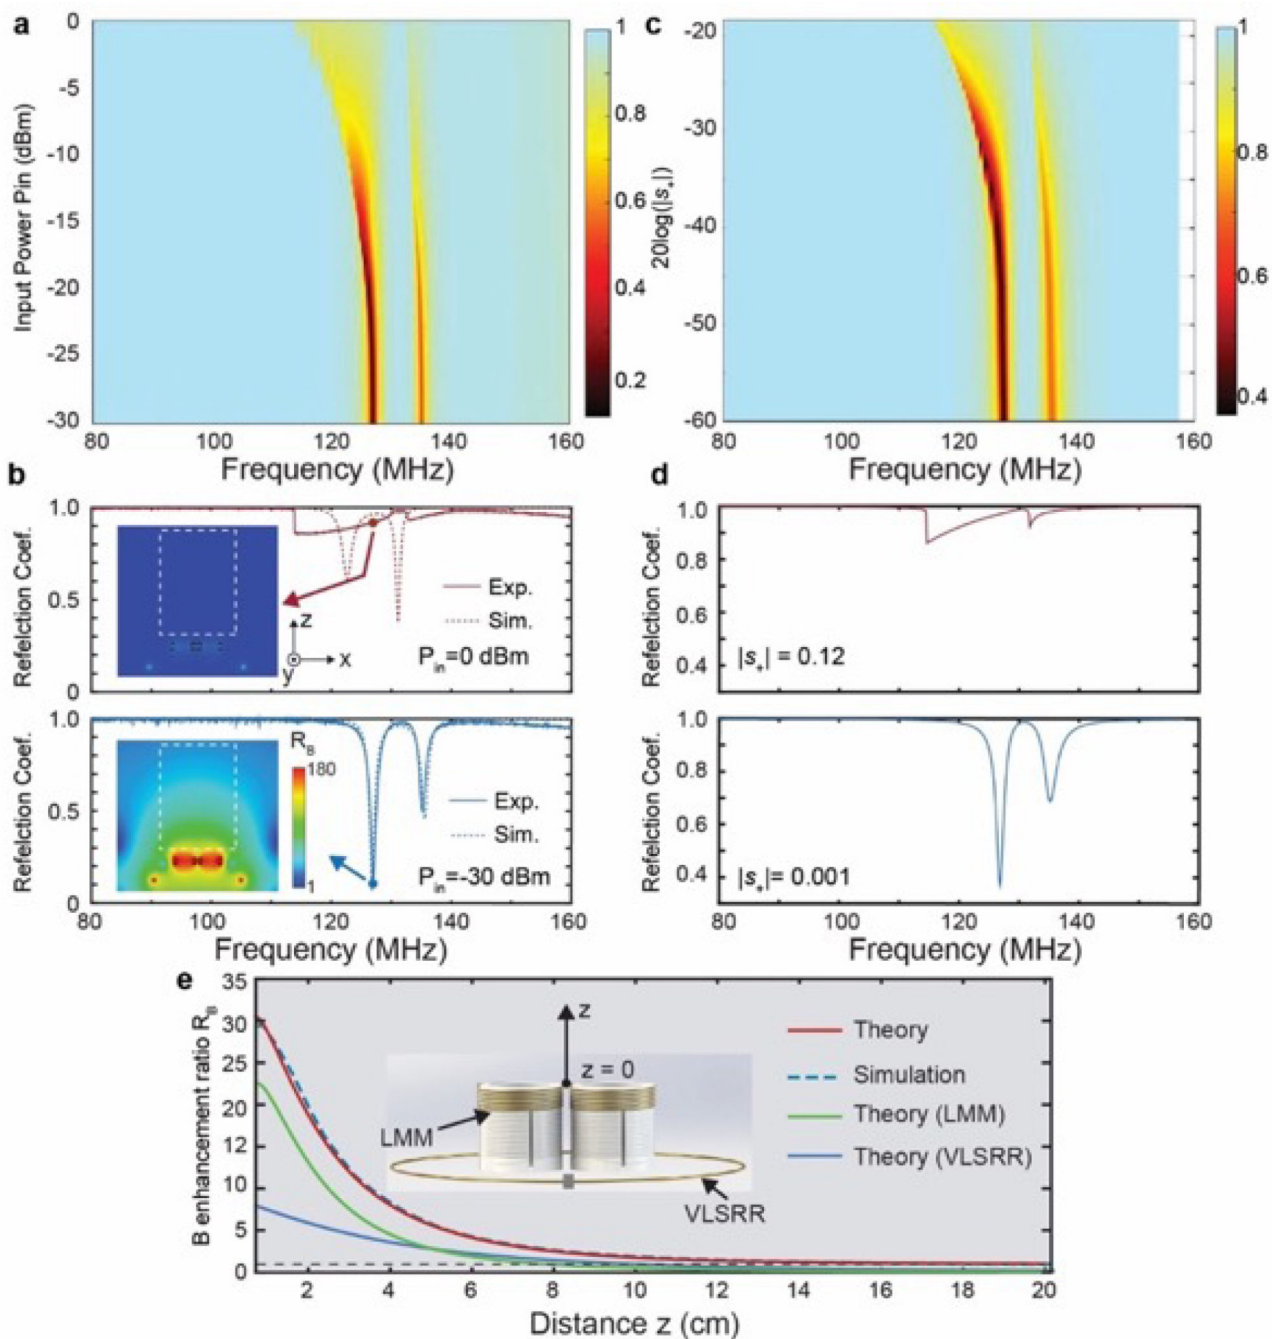 a
Input Power Pin (dBm)
0
-5
-10
-15
-20
-25
-30
80
100
120
140
160
Frequency (MHz)
1
0.8
0.6
0.4
0.2
c
20log(|s₊|)
-20
-30
-40
-50
-60
80
100
120
140
160
Frequency (MHz)
1
0.8
0.6
0.4
b
Refelction Coef.
1.0
0.5
0
z
y
x
Exp.
Sim.
Pin=0 dBm
Refelction Coef.
1.0
0.5
0
RB
180
1
Exp.
Sim.
Pin=-30 dBm
80
100
120
140
160
Frequency (MHz)
d
Refelction Coef.
1.0
0.8
0.6
0.4
|s₊| = 0.12
Refelction Coef.
1.0
0.8
0.6
0.4
|s₊|= 0.001
80
100
120
140
160
Frequency (MHz)
e
B enhancement ratio RB
35
30
25
20
12
10
5
0
z
z = 0
LMM
VLSRR
Theory
Simulation
Theory (LMM)
Theory (VLSRR)
2
4
6
8
10
12
14
16
18
20
Distance z (cm)